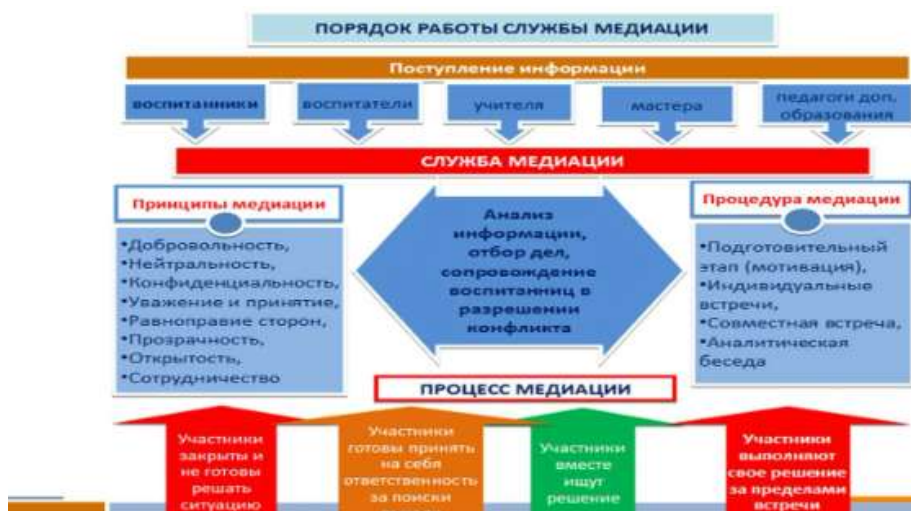 ПОРЯДОК РАБОТЫ СЛУЖБЫ МЕДИАЦИИ
Поступление информации
воспитанники
воспитатели
учителя
мастера
педагоги доп.
образования
СЛУЖБА МЕДИАЦИИ
Принципы медиации
•Добровольность,
•Нейтральность,
•Конфиденциальность,
•Уважение и принятие,
•Равноправие сторон,
•Прозрачность,
•Открытость,
•Сотрудничество
Анализ
информации,
отбор дел,
сопровождение
воспитанниц в
разрешении
конфликта
Процедура медиации
•Подготовительный
этап (мотивация),
•Индивидуальные
встречи,
•Совместная встреча,
•Аналитическая
беседа
ПРОЦЕСС МЕДИАЦИИ
Участники
закрыты и
не готовы
решать
ситуацию
Участники
готовы принять
на себя
ответственность
за поиски
Участники
вместе
ищут
решение
Участники
выполняют
свое решение
за пределами
встречи